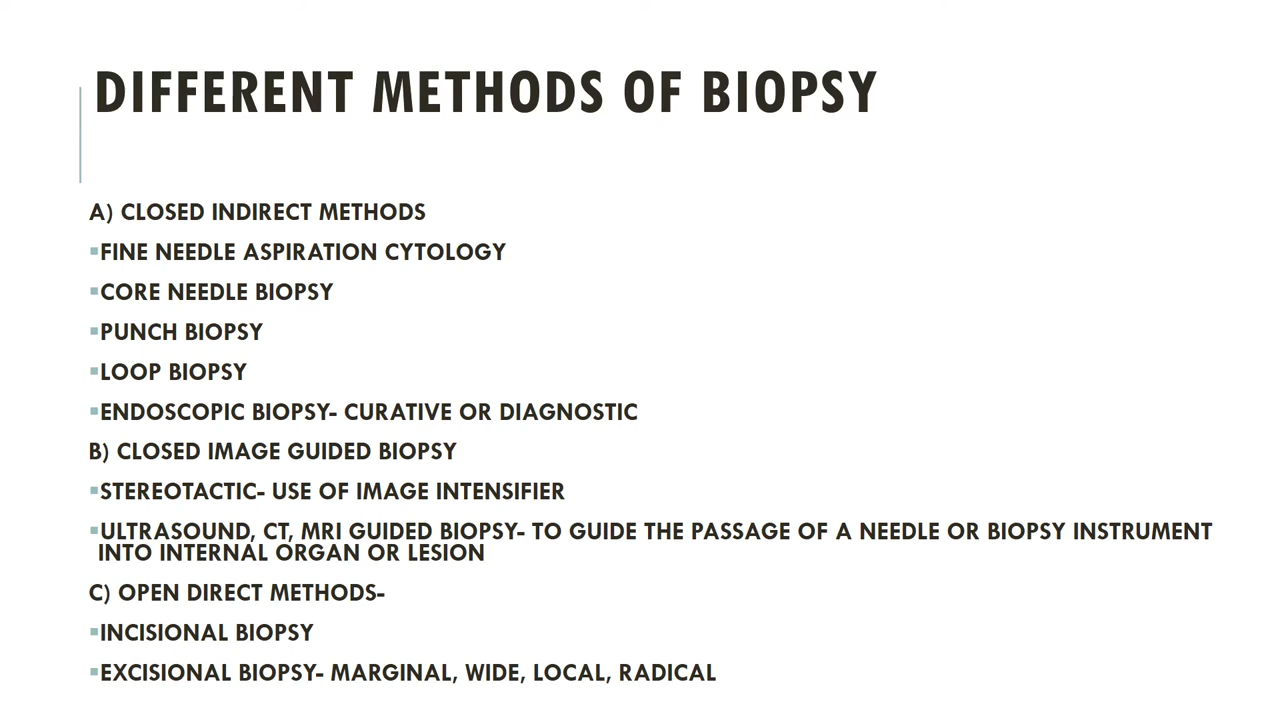 DIFFERENT METHODS OF BIOPSY
A) CLOSED INDIRECT METHODS
▪FINE NEEDLE ASPIRATION CYTOLOGY
▪CORE NEEDLE BIOPSY
▪PUNCH BIOPSY
▪LOOP BIOPSY
▪ENDOSCOPIC BIOPSY- CURATIVE OR DIAGNOSTIC
B) CLOSED IMAGE GUIDED BIOPSY
▪STEREOTACTIC- USE OF IMAGE INTENSIFIER
▪ULTRASOUND, CT, MRI GUIDED BIOPSY- TO GUIDE THE PASSAGE OF A NEEDLE OR BIOPSY INSTRUMENT
INTO INTERNAL ORGAN OR LESION
C) OPEN DIRECT METHODS-
▪INCISIONAL BIOPSY
▪EXCISIONAL BIOPSY- MARGINAL, WIDE, LOCAL, RADICAL